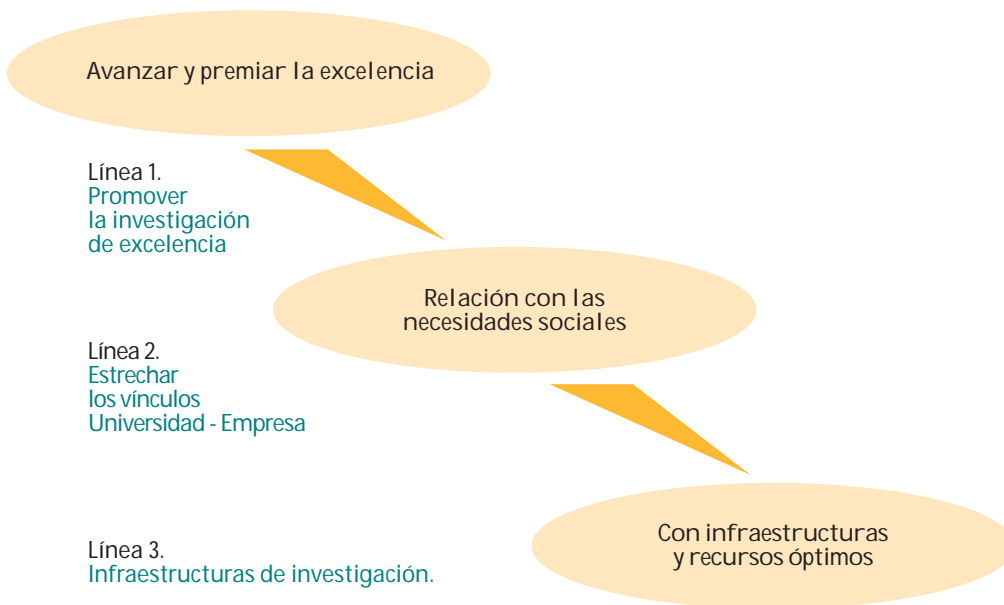 Avanzar y premiar la excelencia
Línea 1.
Promover
la investigación
de excelencia
Relación con las
necesidades sociales
Línea 2.
Estrechar
los vínculos
Universidad - Empresa
Con infraestructuras
y recursos óptimos
Línea 3.
Infraestructuras de investigación.